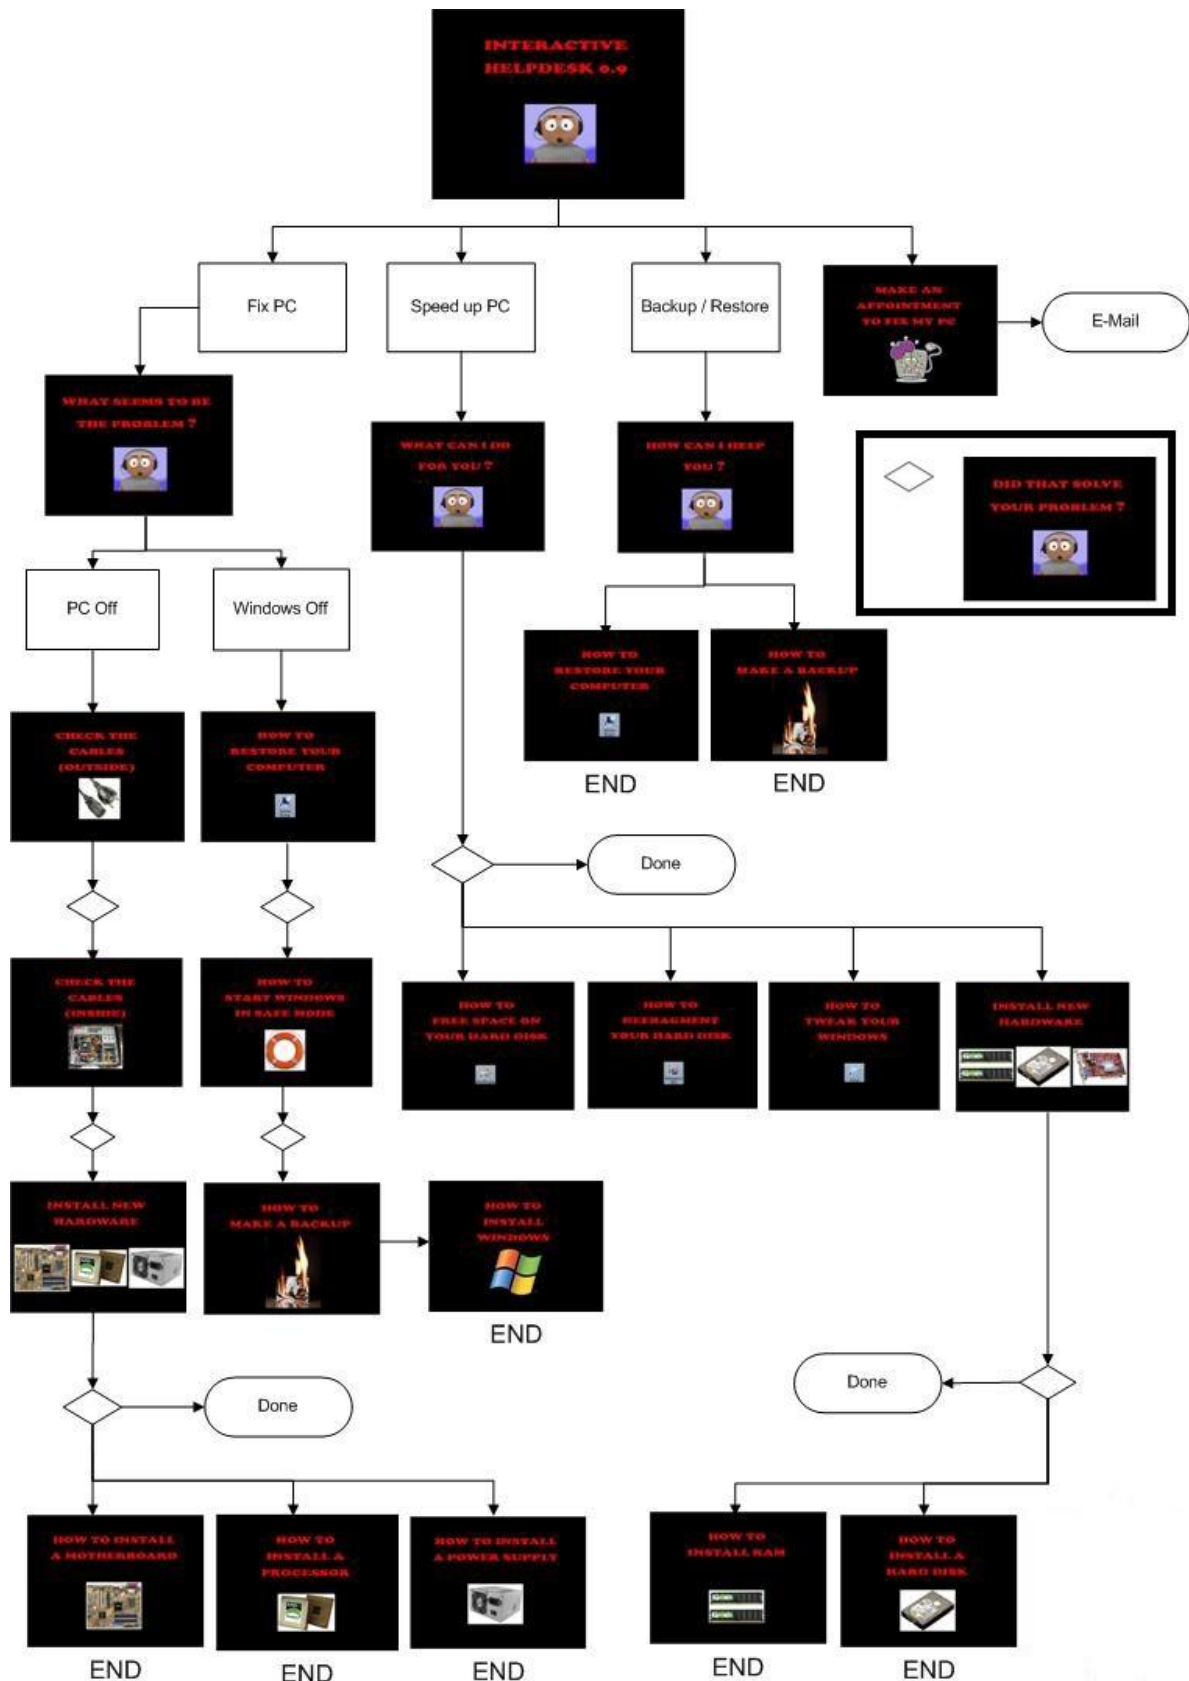 INTERACTIVE
HELPDESK 0.9
Fix PC
Speed up PC
Backup / Restore
MAKE AN
APPOINTMENT
TO FIX MY PC
E-Mail
WHAT SEEMS TO BE
THE PROBLEM ?
WHAT CAN I DO
FOR YOU ?
HOW CAN I HELP
YOU ?
DID THAT SOLVE
YOUR PROBLEM ?
PC Off
Windows Off
HOW TO
RESTORE YOUR
COMPUTER
END
HOW TO
MAKE A BACKUP
END
CHECK THE
CABLES
(OUTSIDE)
HOW TO
RESTORE YOUR
COMPUTER
Done
CHECK THE
CABLES
(INSIDE)
HOW TO
START WINDOWS
IN SAFE MODE
HOW TO
FREE SPACE ON
YOUR HARD DISK
HOW TO
DEFRAGMENT
YOUR HARD DISK
HOW TO
TWEAK YOUR
WINDOWS
INSTALL NEW
HARDWARE
INSTALL NEW
HARDWARE
HOW TO
MAKE A BACKUP
HOW TO
INSTALL
WINDOWS
END
Done
Done
HOW TO INSTALL
A MOTHERBOARD
END
HOW TO
INSTALL A
PROCESSOR
END
HOW TO INSTALL
A POWER SUPPLY
END
HOW TO
INSTALL RAM
END
HOW TO
INSTALL A
HARD DISK
END